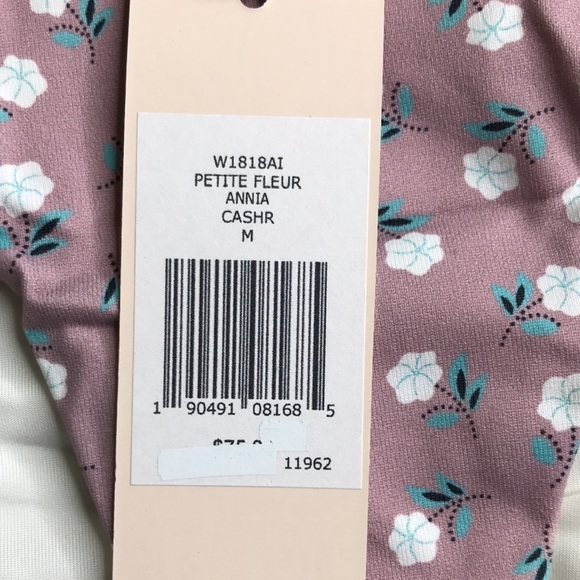 W1818AI
PETITE FLEUR
ANNIA
CASHR
M
1 90491 08168 5
11962